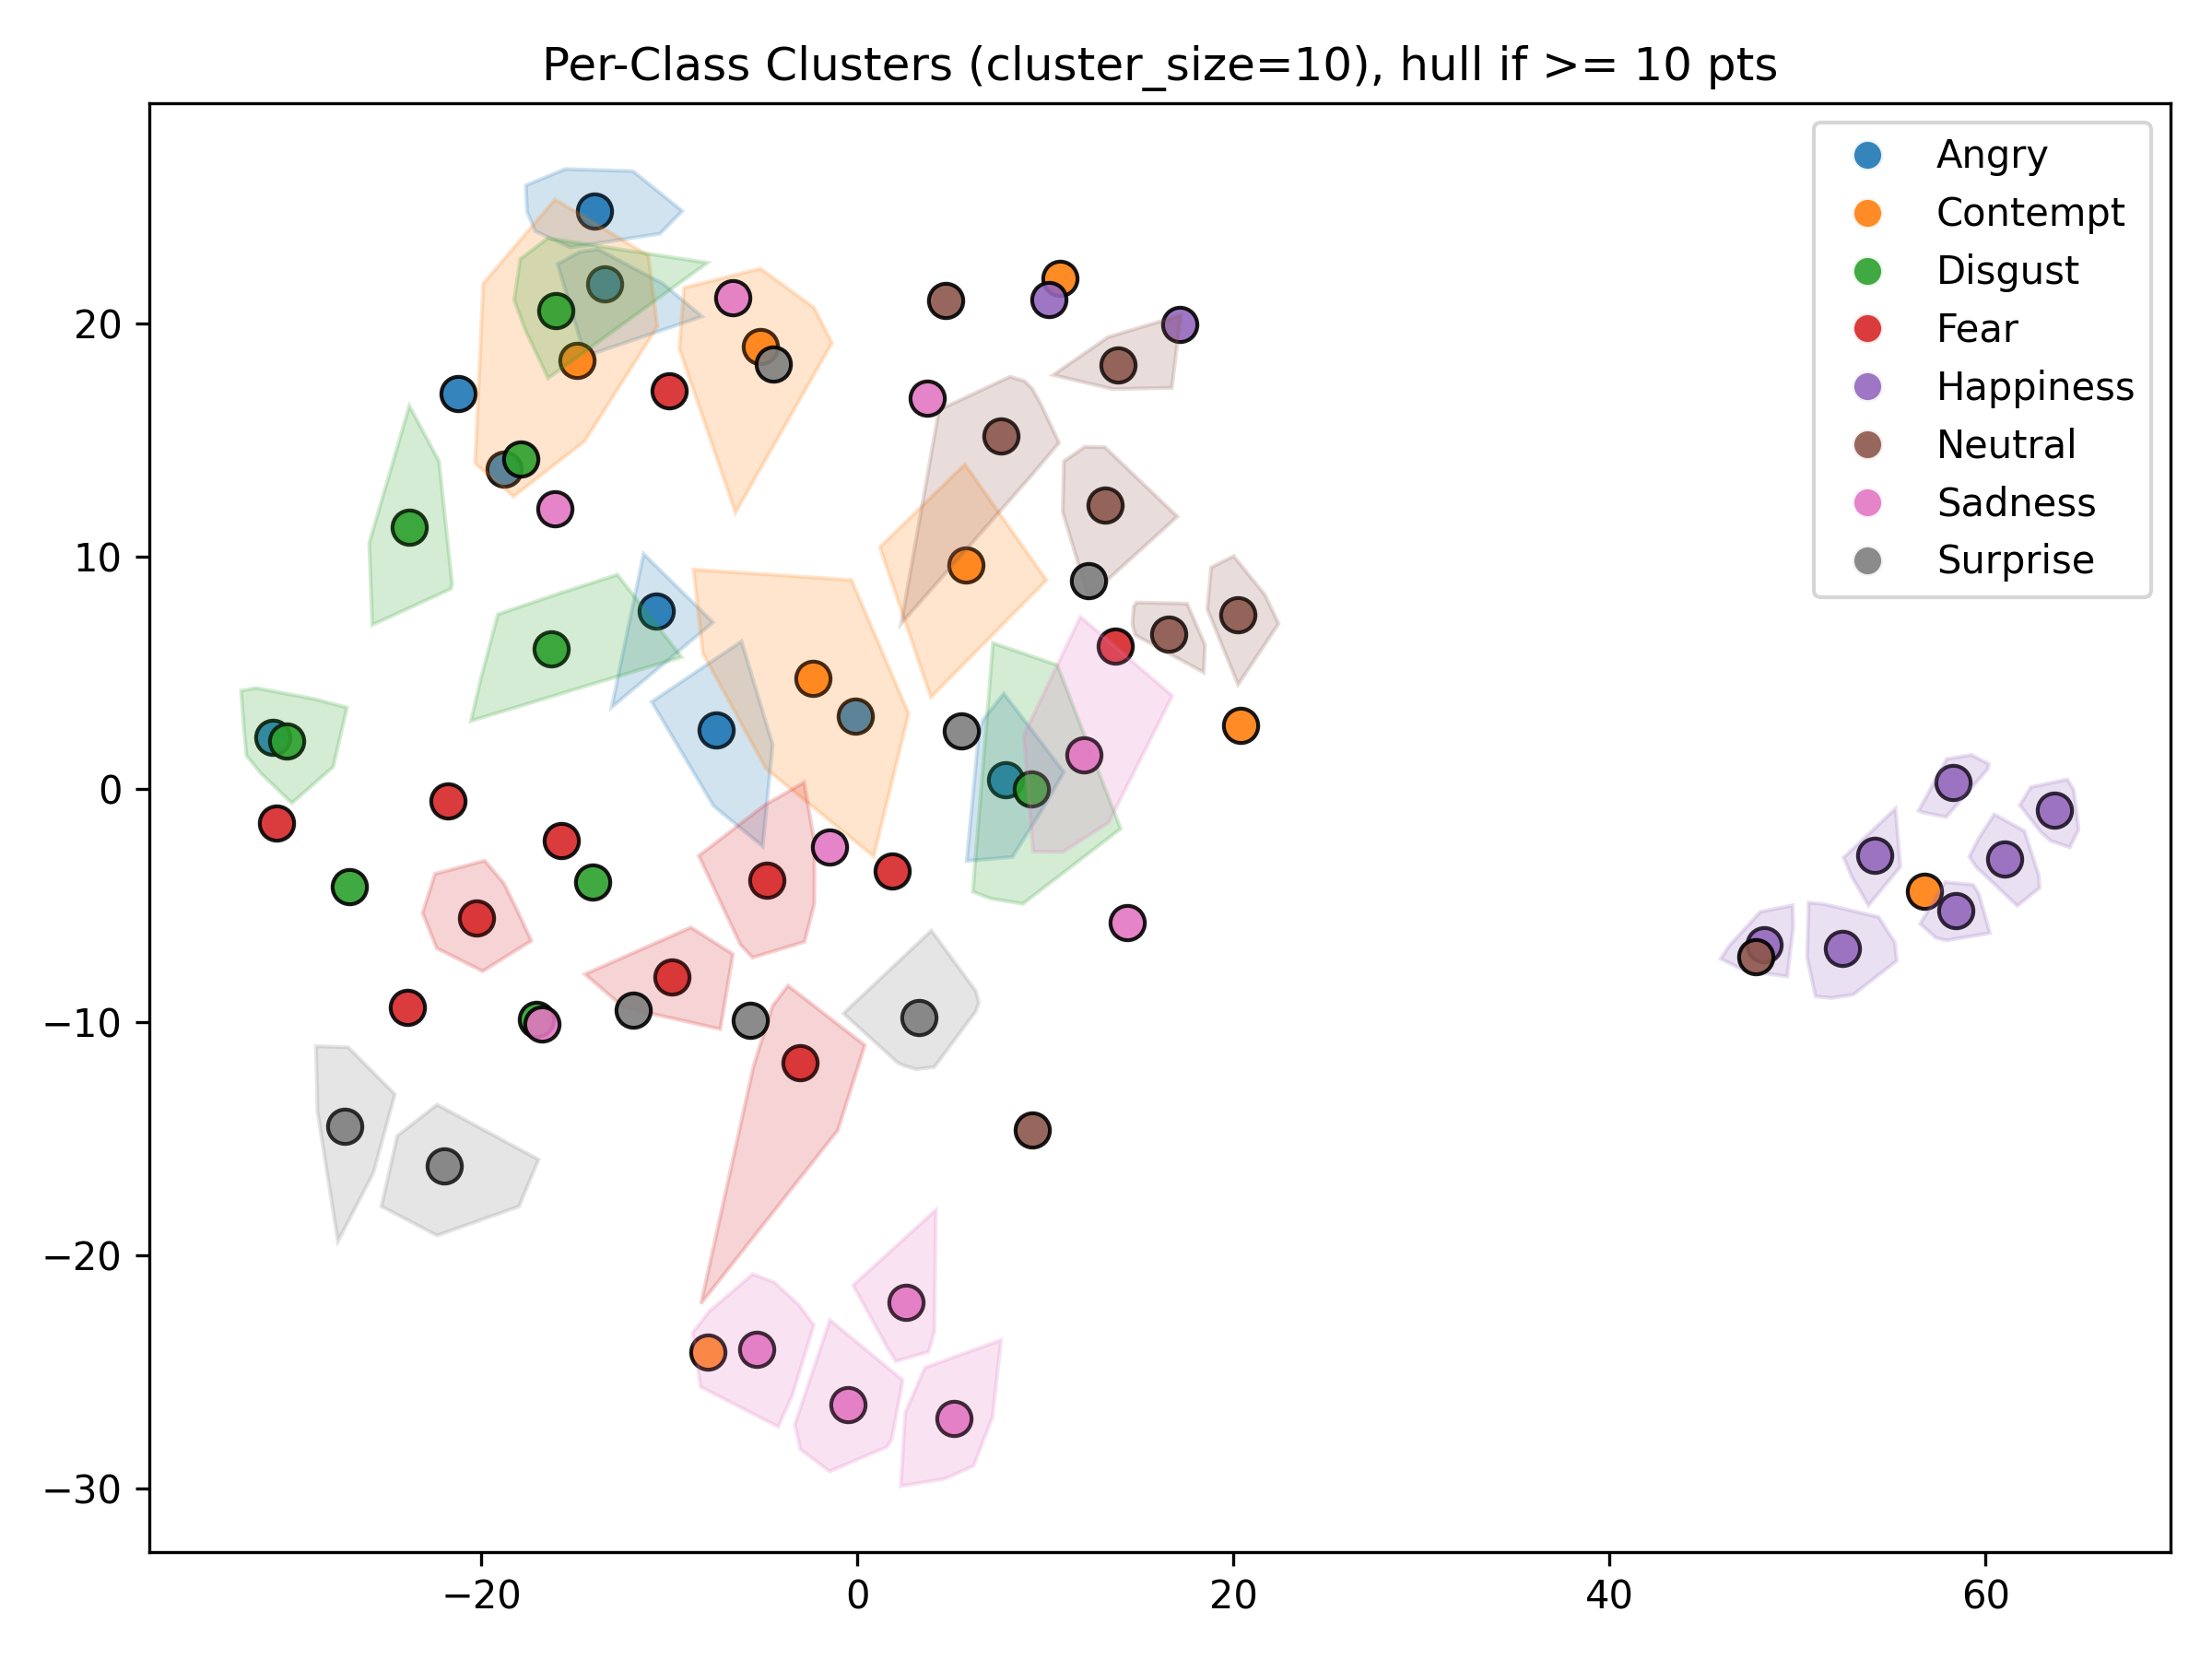 Per-Class Clusters (cluster_size=10), hull if >= 10 pts
Angry
Contempt
Disgust
Fear
Happiness
Neutral
Sadness
Surprise
20
10
0
−10
−20
−30
−20 0 20 40 60